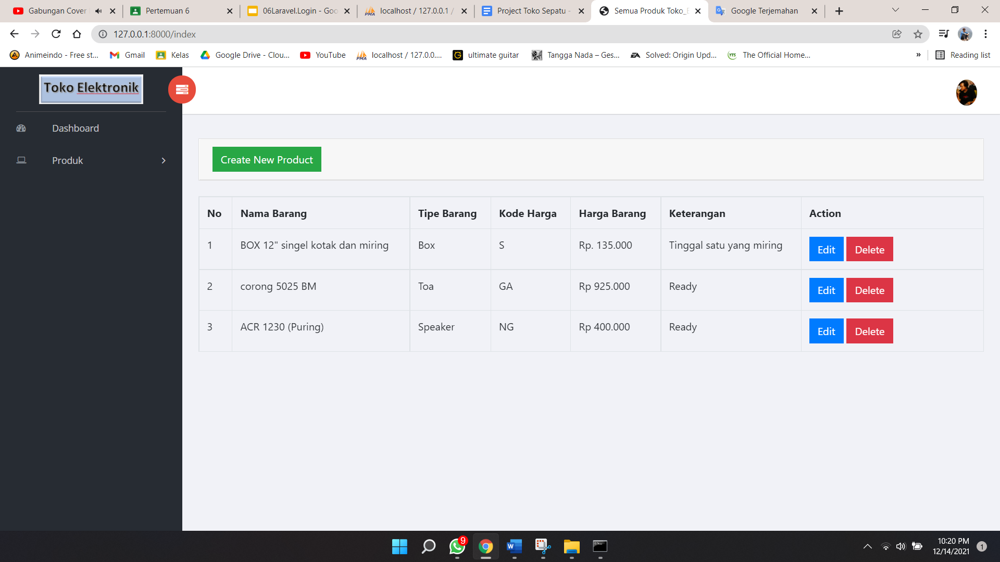 Gabungan Cover
Pertemuan 6
06Laravel.Login - Goo
localhost / 127.0.0.1 /
Project Toko Sepatu -
Semua Produk Toko_E
Google Terjemahan
127.0.0.1:8000/index
Animeindo - Free st...
Gmail
Kelas
Google Drive - Clou...
YouTube
localhost / 127.0.0....
ultimate guitar
Tangga Nada – Ges...
Solved: Origin Upd...
The Official Home...
»
Reading list
Toko Elektronik
Dashboard
Produk
Create New Product
No Nama Barang Tipe Barang Kode Harga Harga Barang Keterangan Action
1 BOX 12" singel kotak dan miring Box S Rp. 135.000 Tinggal satu yang miring Edit Delete
2 corong 5025 BM Toa GA Rp 925.000 Ready Edit Delete
3 ACR 1230 (Puring) Speaker NG Rp 400.000 Ready Edit Delete
9
10:20 PM
12/14/2021
1